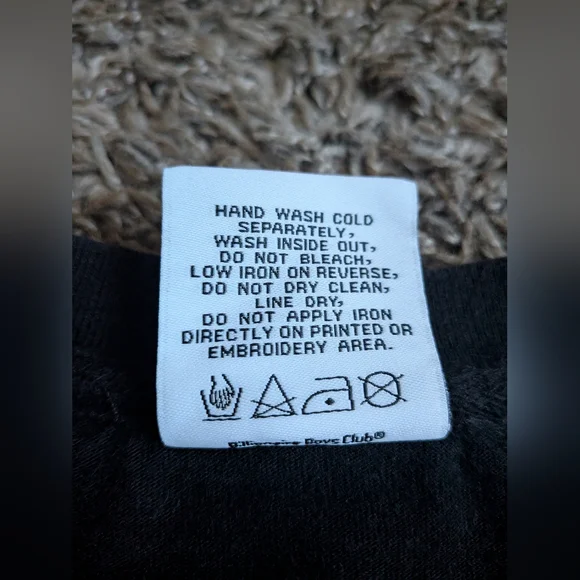 HAND WASH COLD
SEPARATELY,
WASH INSIDE OUT,
DO NOT BLEACH,
LOW IRON ON REVERSE,
DO NOT DRY CLEAN,
LINE DRY,
DO NOT APPLY IRON
DIRECTLY ON PRINTED OR
EMBROIDERY AREA.
Billionaire Boys Club®